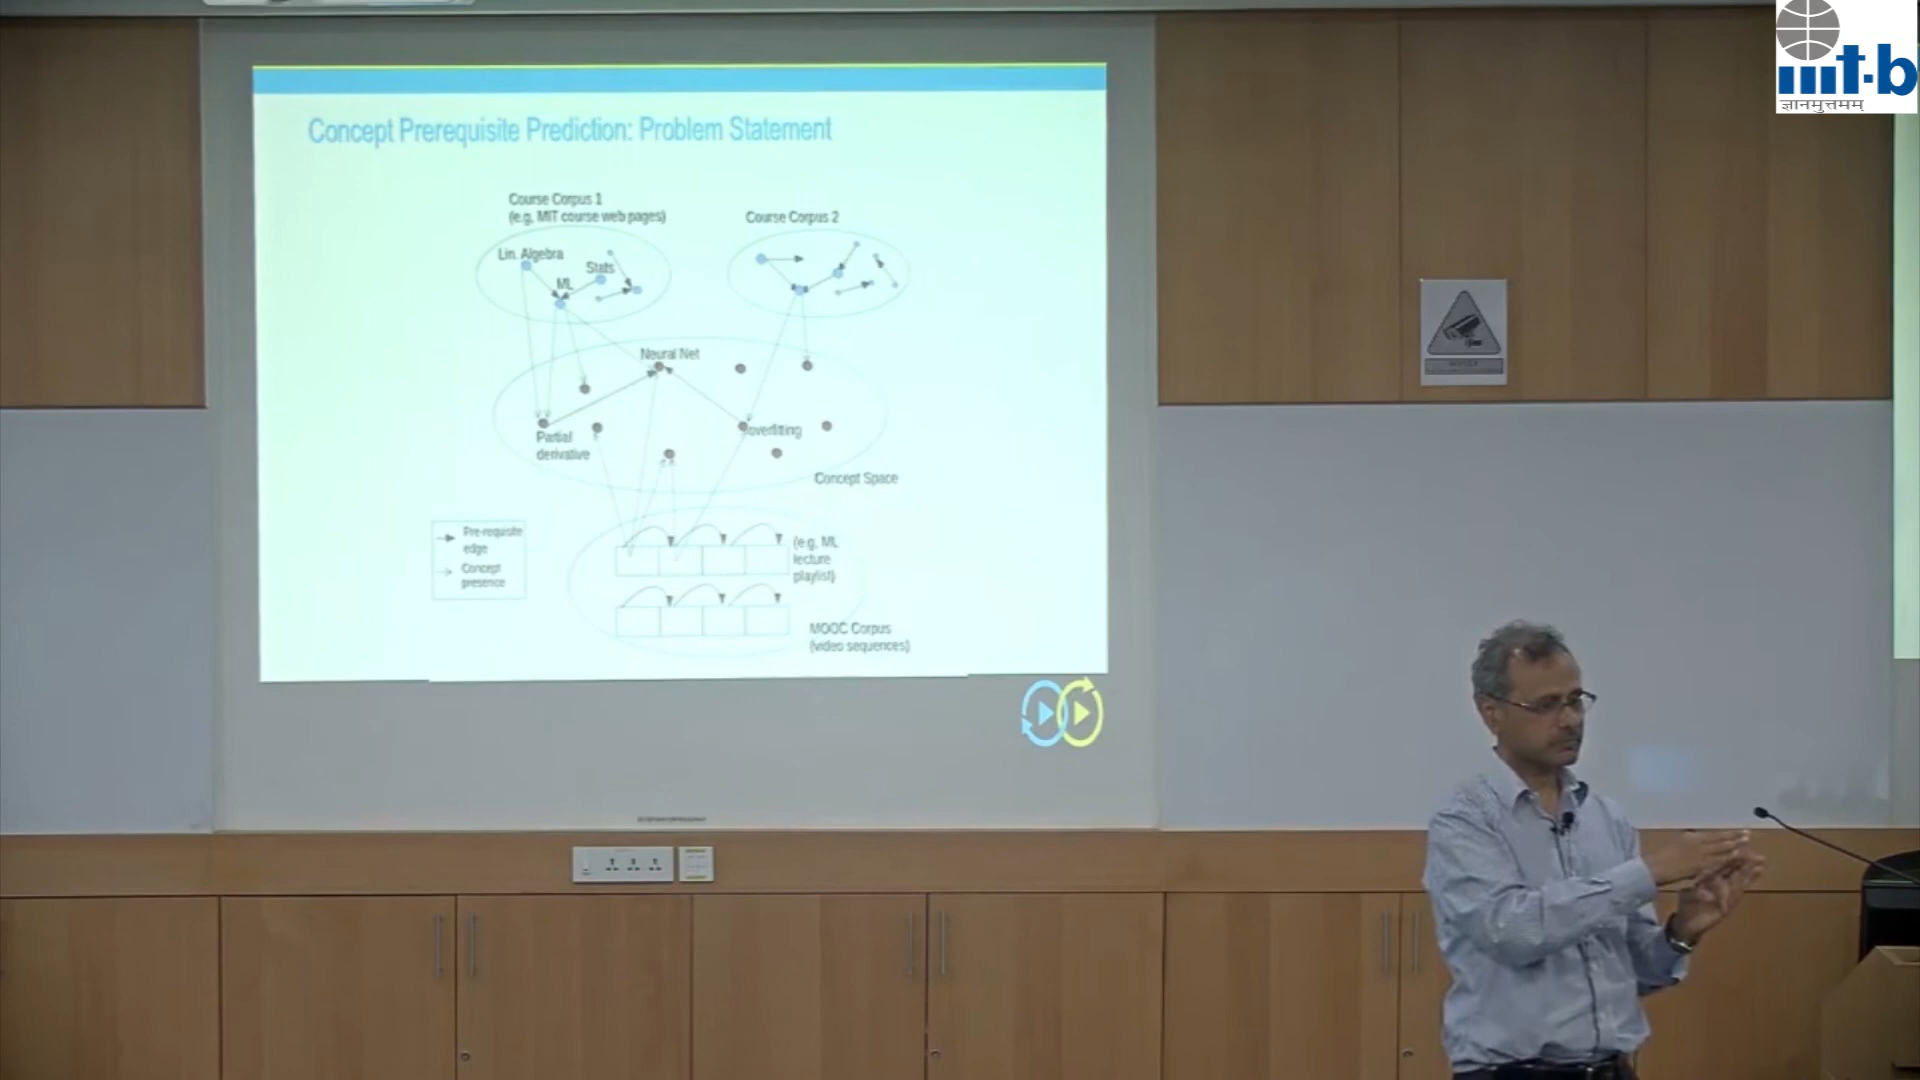 iiit-b
ज्ञानमुत्तमम्
Concept Prerequisite Prediction: Problem Statement
Course Corpus 1
(e.g, MIT course web pages)
Course Corpus 2
Lin. Algebra
Stats
ML
Neural Net
Partial
derivative
overfitting
Concept Space
Pre-requisite
edge
Concept
presence
(e.g, ML
lecture
playlist)
MOOC Corpus
(video sequences)